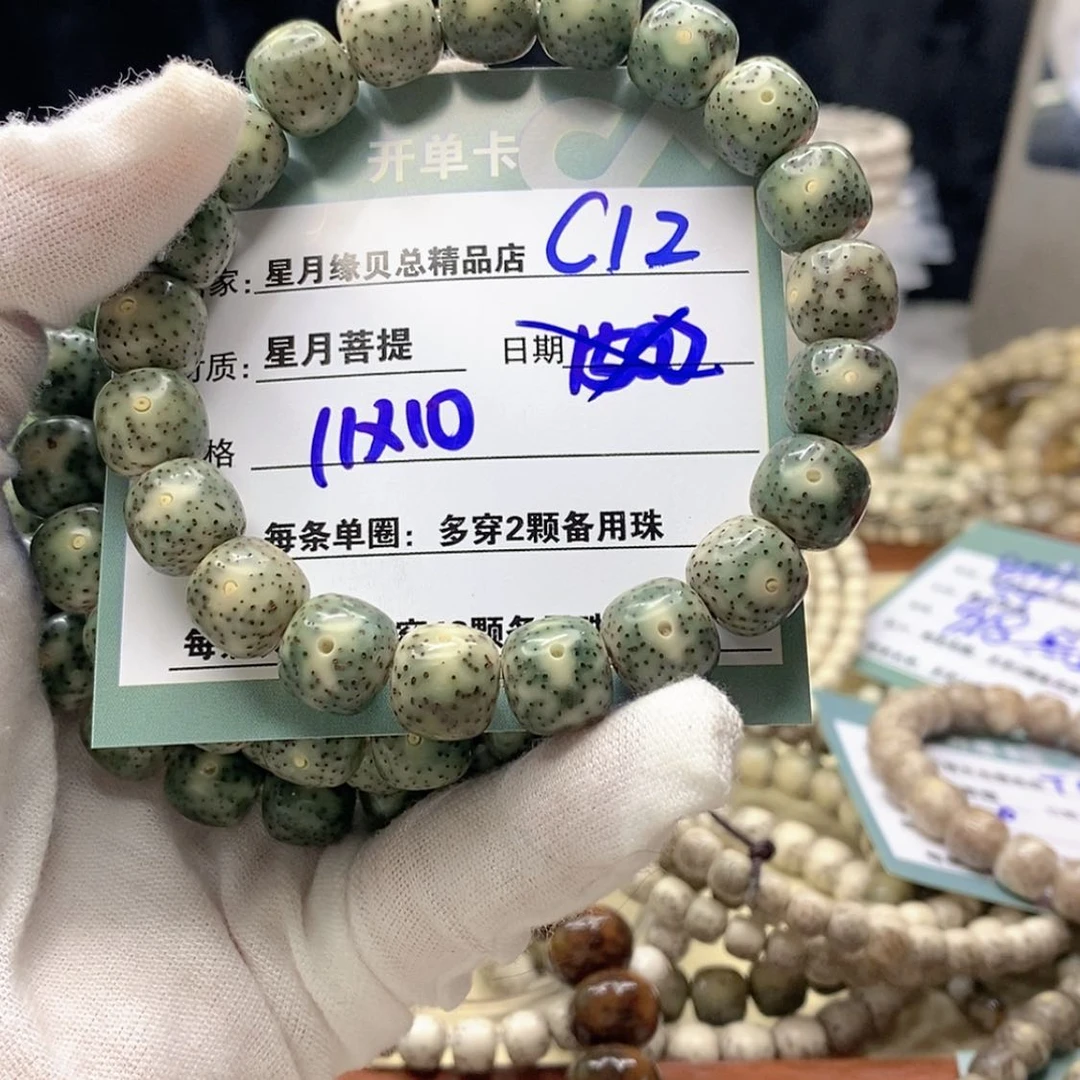 开单卡
家：星月缘贝总精品店 C12
质：星月菩提 日期
格 11X10
每条单圈：多穿2颗备用珠
每